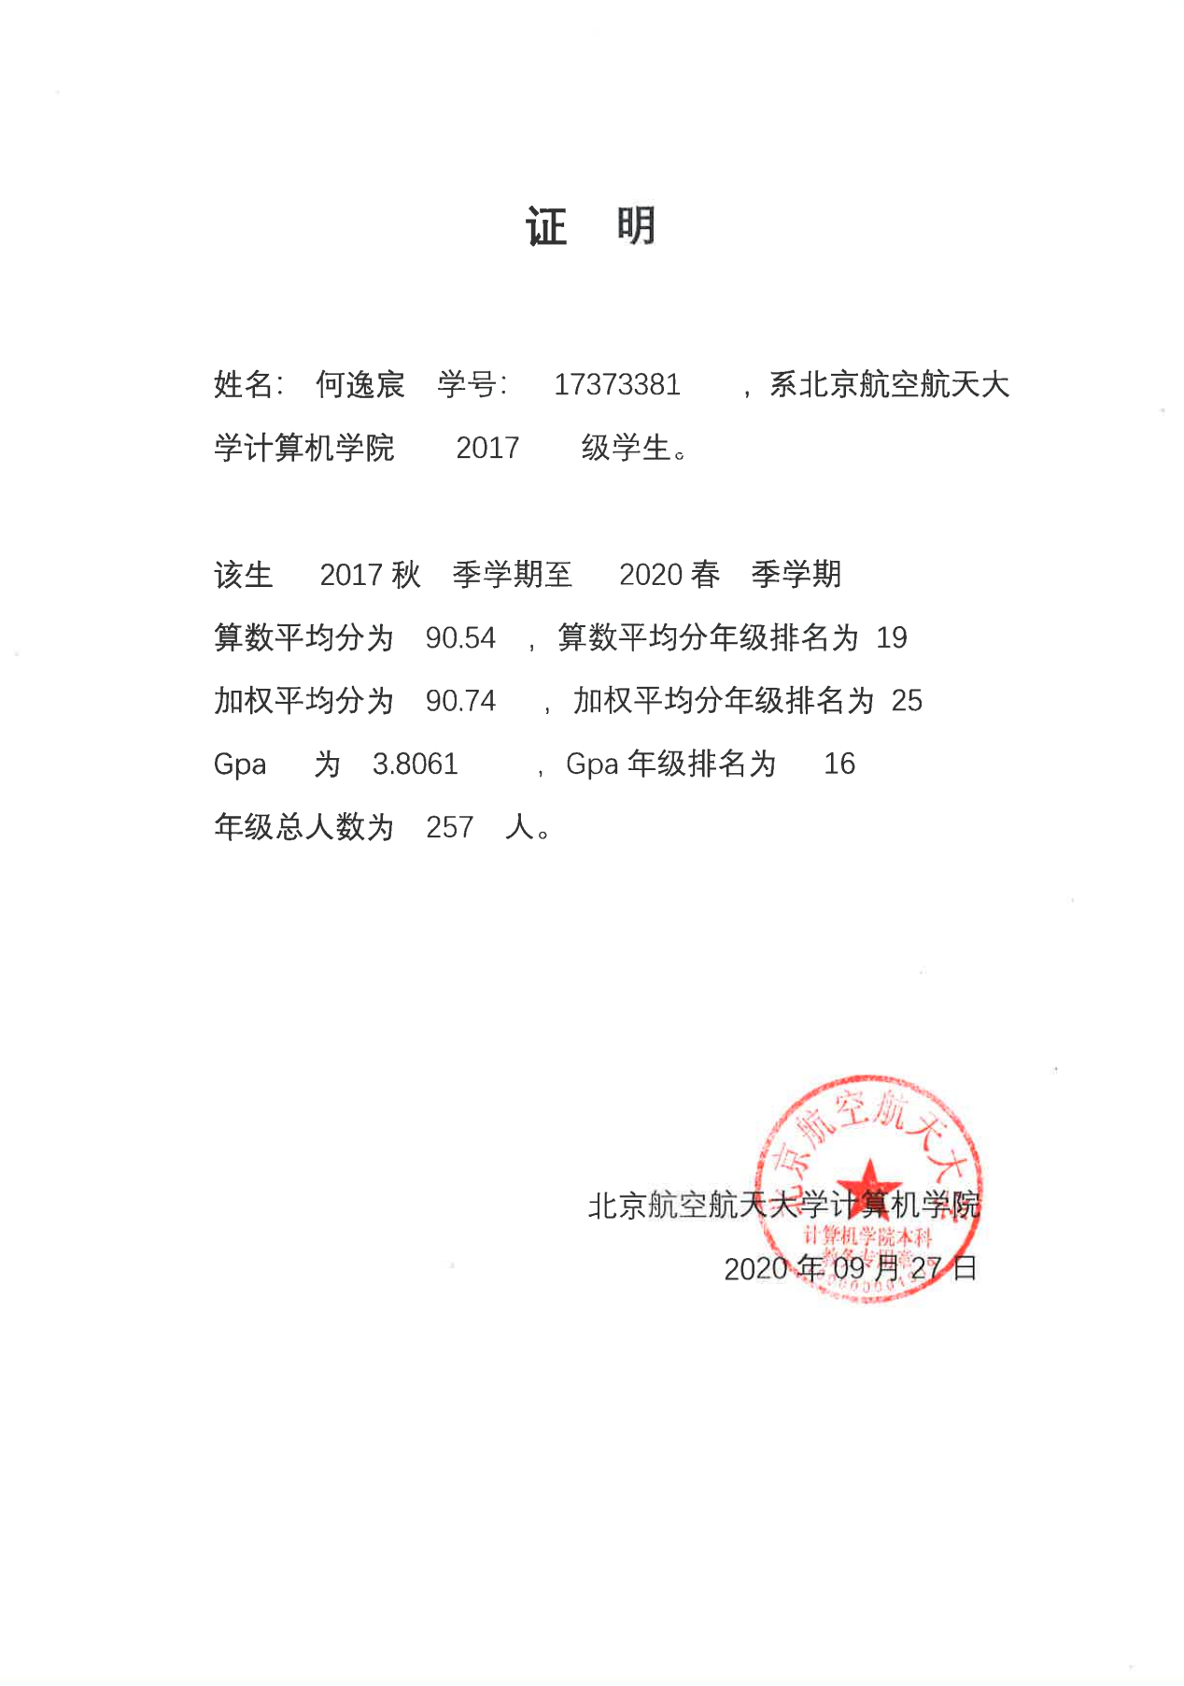 证 明
姓名： 何逸宸 学号： 17373381 ，系北京航空航天大
学计算机学院 2017 级学生。
该生 2017 秋 季学期至 2020 春 季学期
算数平均分为 90.54 ，算数平均分年级排名为 19
加权平均分为 90.74 ，加权平均分年级排名为 25
Gpa 为 3.8061 ，Gpa 年级排名为 16
年级总人数为 257 人。
北京航空航天大学
北京航空航天大学计算机学院
计算机学院本科
教务专用章
2020 年 09 月 27 日